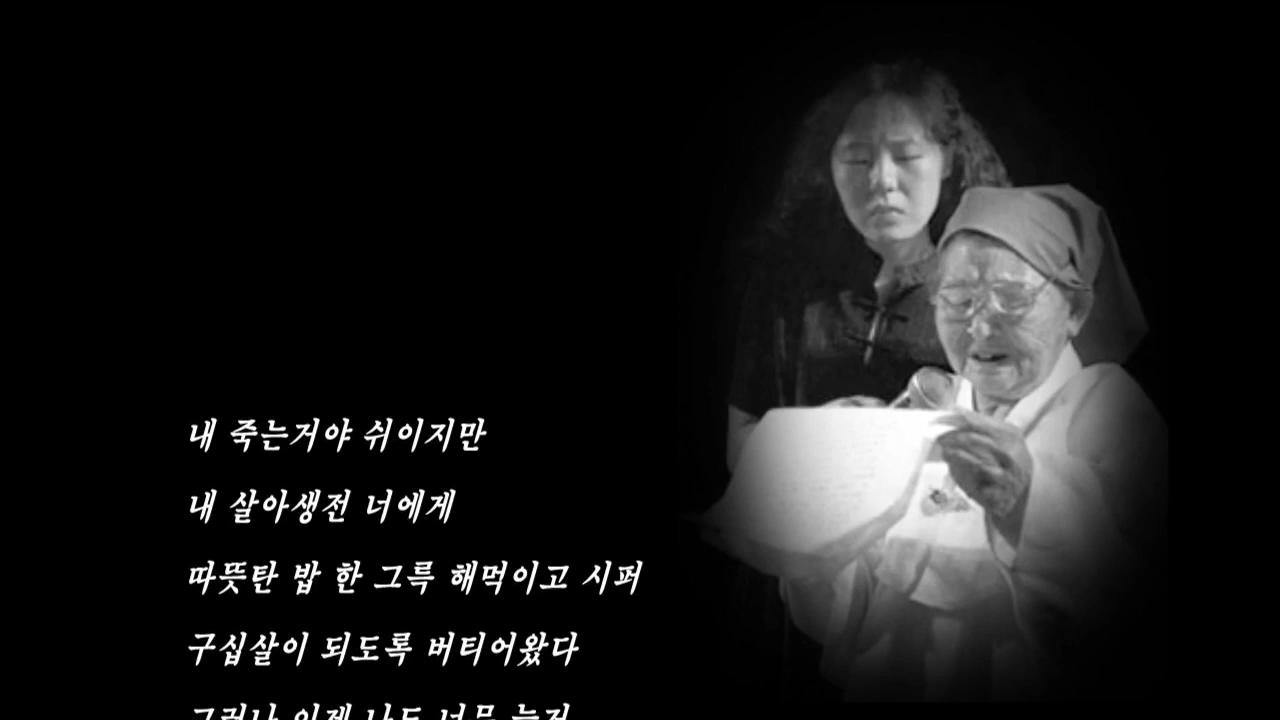 내 죽는거야 쉬이지만
내 살아생전 너에게
따뜻탄 밥 한 그륵 해먹이고 시퍼
구십살이 되도록 버티어왔다